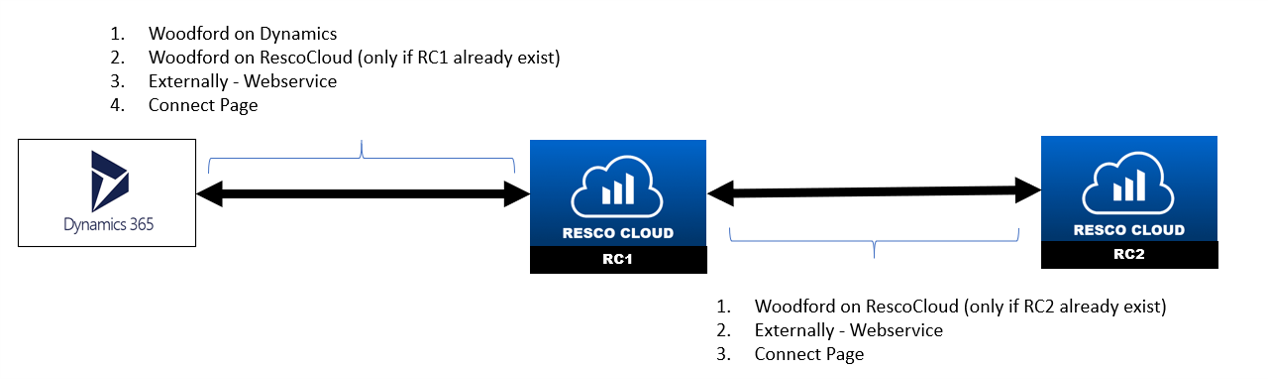 1. Woodford on Dynamics
2. Woodford on RescoCloud (only if RC1 already exist)
3. Externally - Webservice
4. Connect Page
Dynamics 365
RESCO CLOUD
RC1
RESCO CLOUD
RC2
1. Woodford on RescoCloud (only if RC2 already exist)
2. Externally - Webservice
3. Connect Page